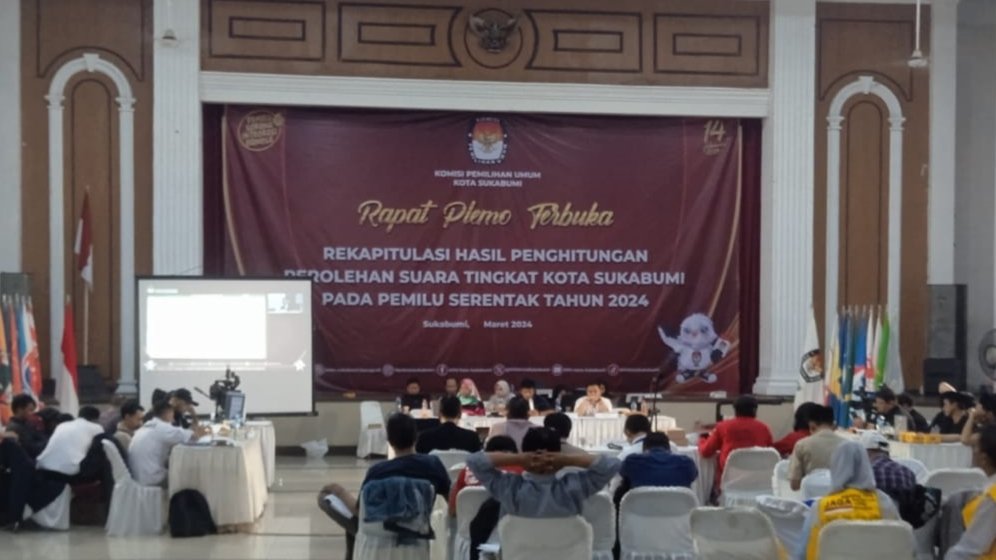 14
KOMISI PEMILIHAN UMUM
KOTA SUKABUMI
Rapat Pleno Terbuka
REKAPITULASI HASIL PENGHITUNGAN
PEROLEHAN SUARA TINGKAT KOTA SUKABUMI
PADA PEMILU SERENTAK TAHUN 2024
Sukabumi, Maret 2024